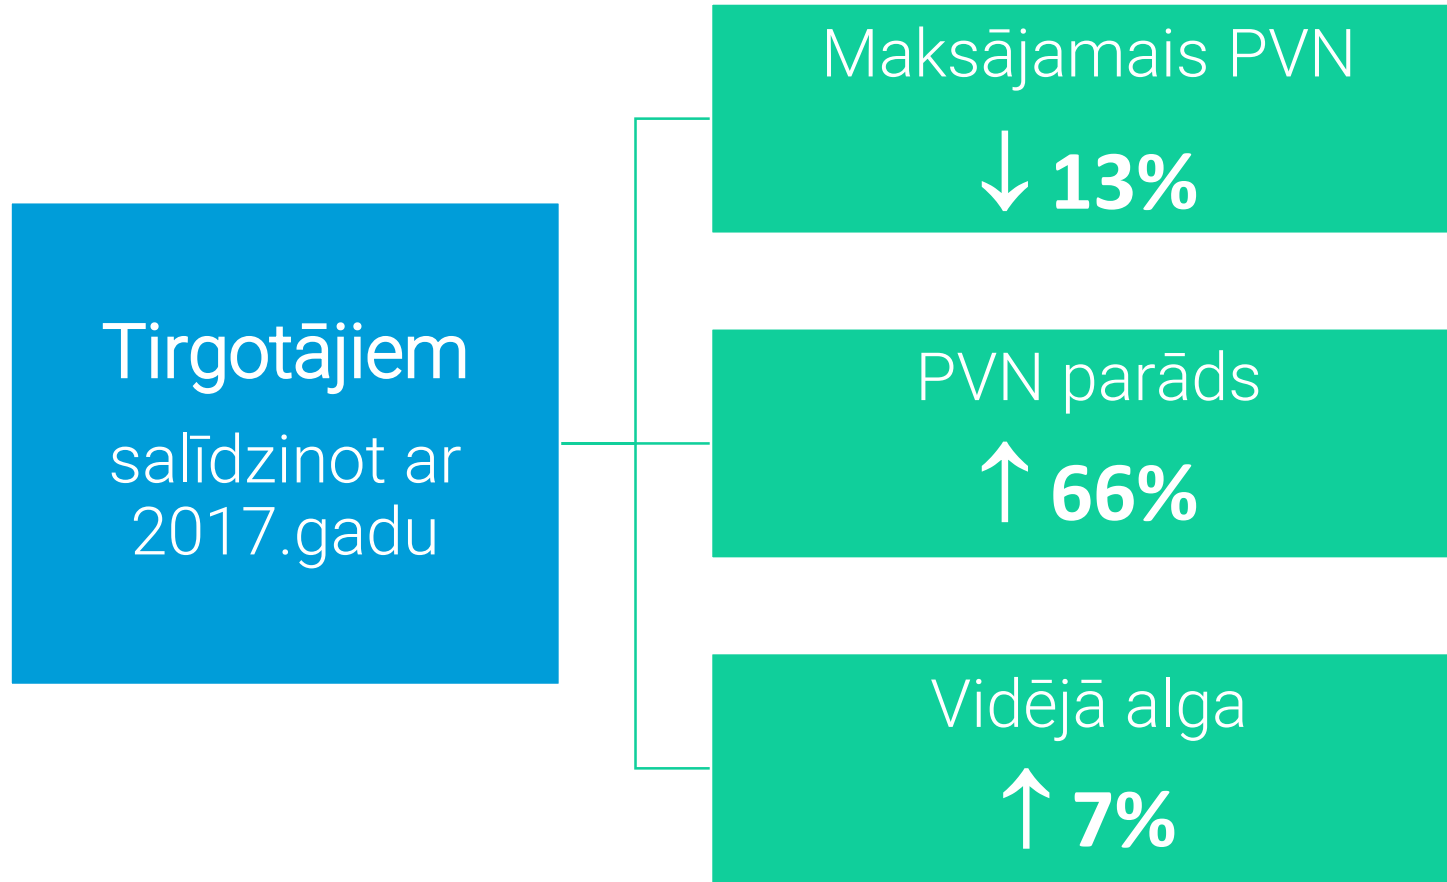 Tirgotājiem
salīdzinot ar
2017.gadu
Maksājamais PVN
↓ 13%
PVN parāds
↑ 66%
Vidējā alga
↑ 7%